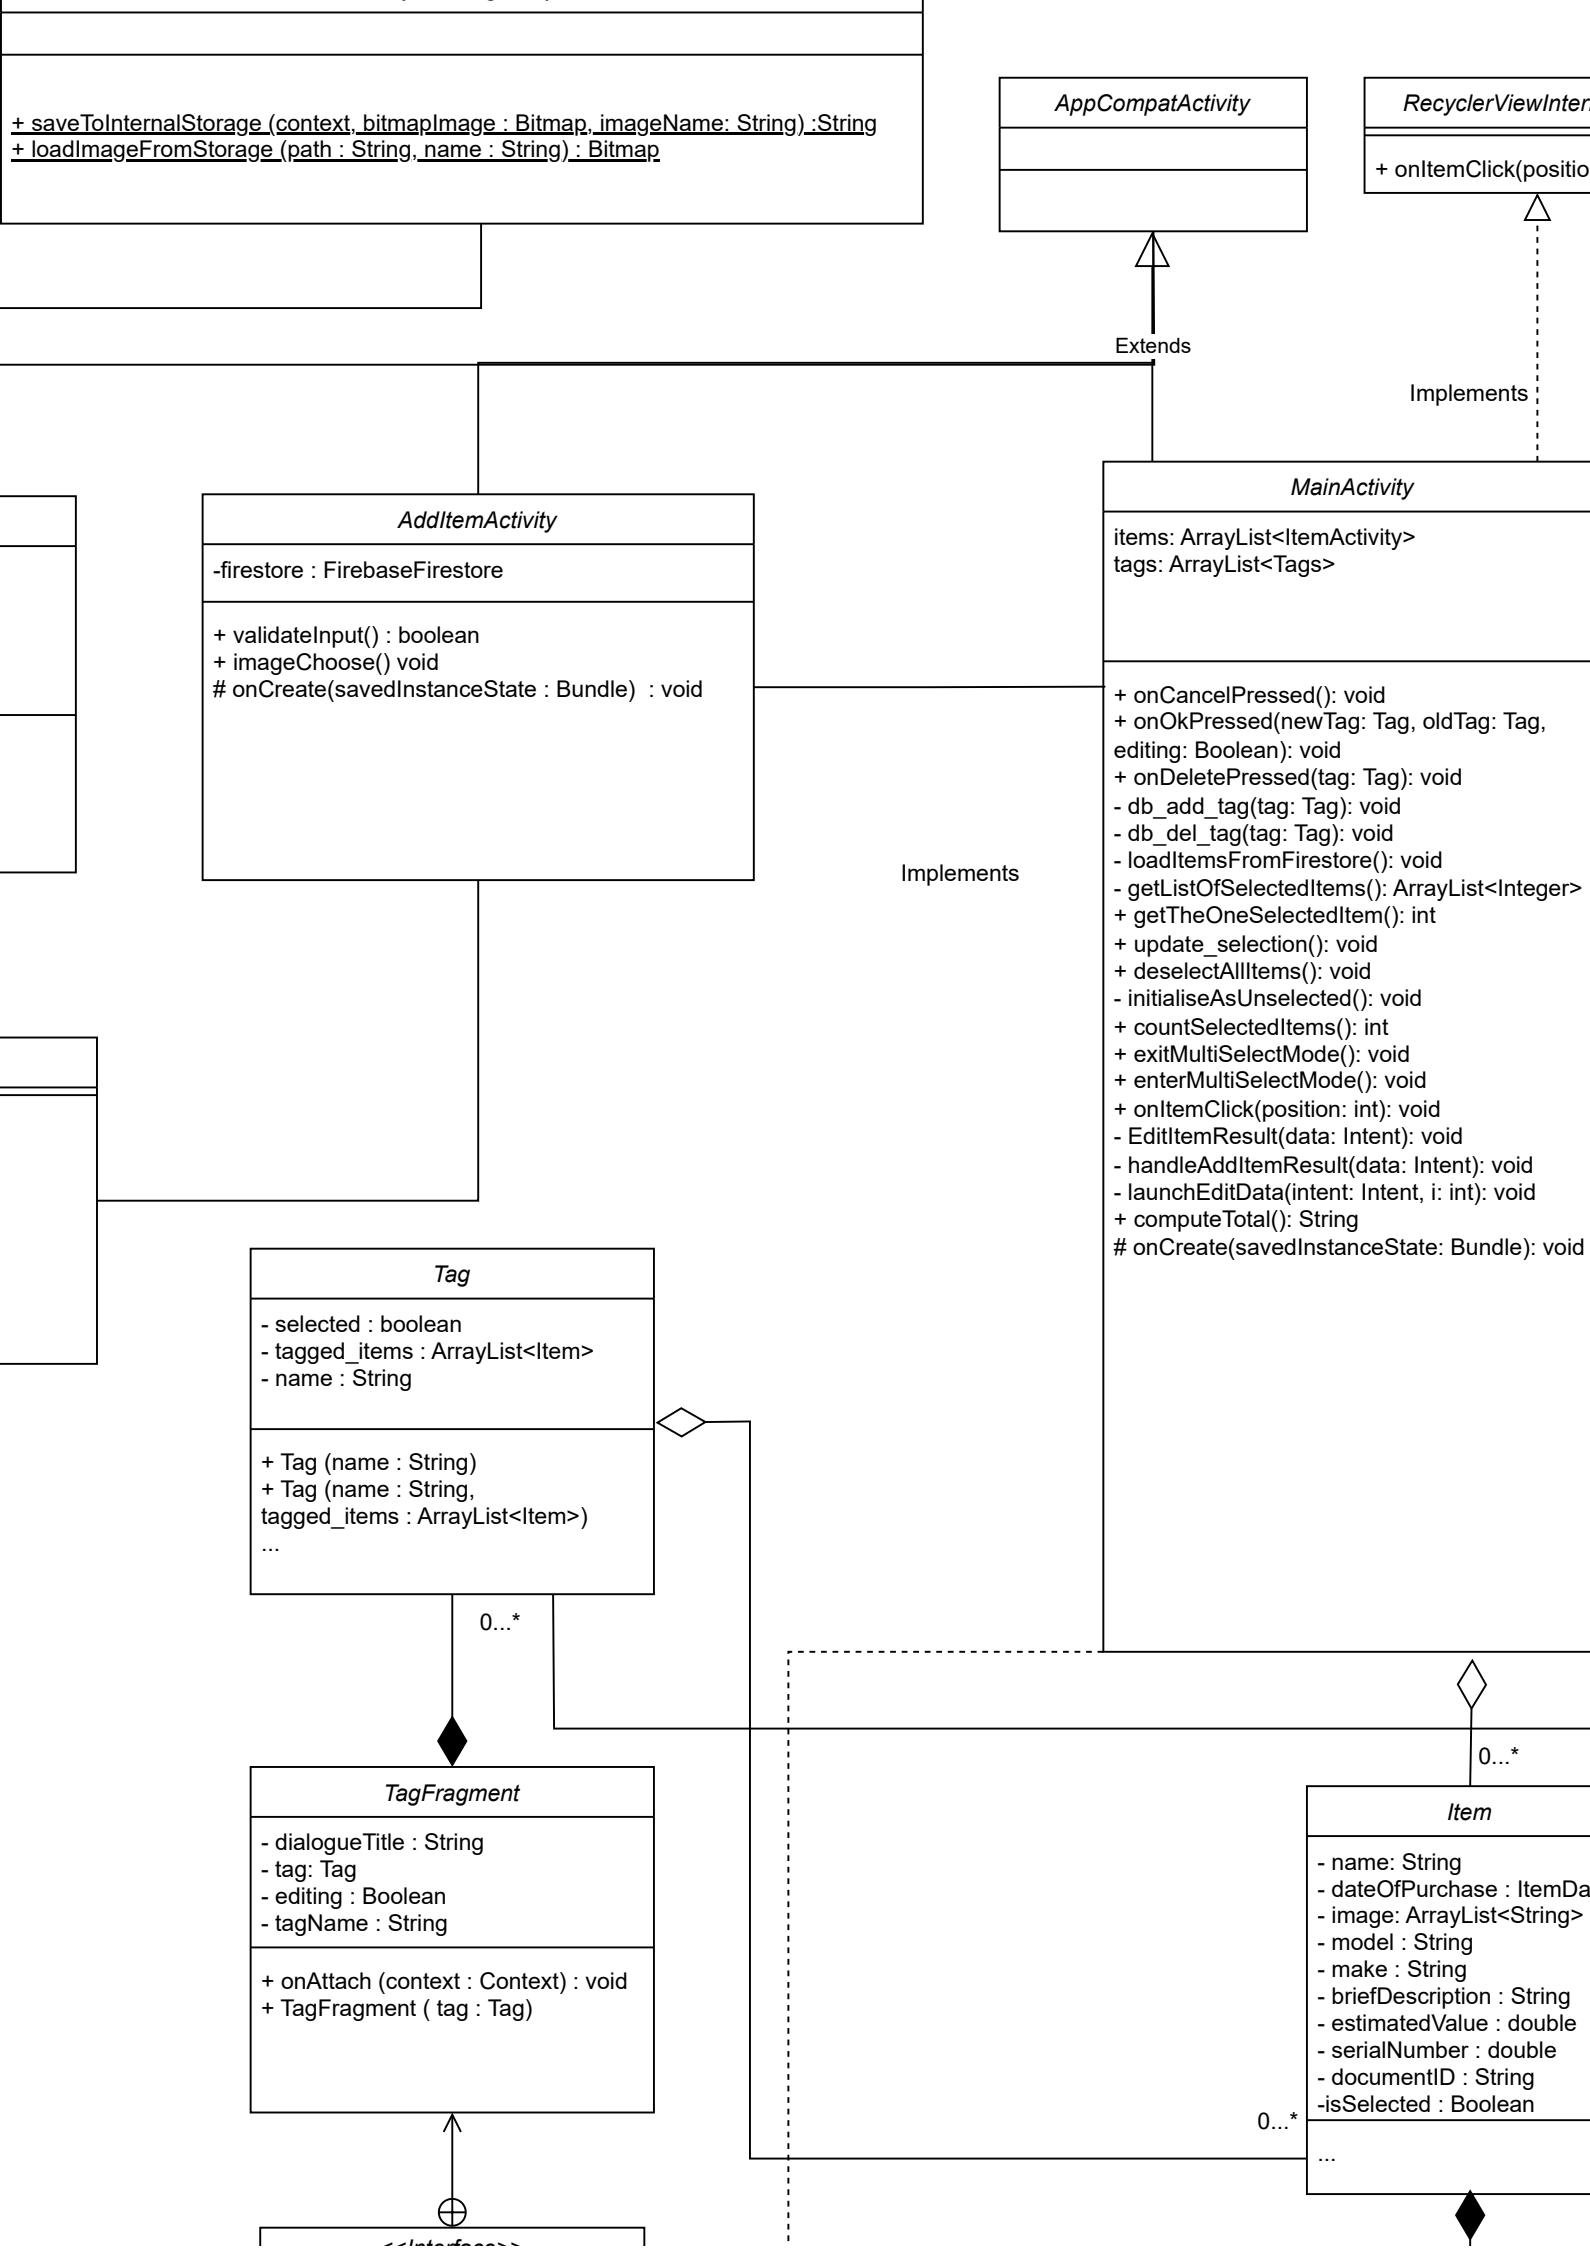 + saveToInternalStorage (context, bitmapImage : Bitmap, imageName: String) :String
+ loadImageFromStorage (path : String, name : String) : Bitmap
AppCompatActivity
+ onItemClick(
Extends
Implements
AddItemActivity
-firestore : FirebaseFirestore
+ validateInput() : boolean
+ imageChoose() void
# onCreate(savedInstanceState : Bundle)  : void
MainActivity
items: ArrayList<ItemActivity>
tags: ArrayList<Tags>
+ onCancelPressed(): void
+ onOkPressed(newTag: Tag, oldTag: Tag,
editing: Boolean): void
+ onDeletePressed(tag: Tag): void
- db_add_tag(tag: Tag): void
- db_del_tag(tag: Tag): void
- loadItemsFromFirestore(): void
- getListOfSelectedItems(): ArrayList<Integer>
+ getTheOneSelectedItem(): int
+ update_selection(): void
+ deselectAllItems(): void
- initialiseAsUnselected(): void
+ countSelectedItems(): int
+ exitMultiSelectMode(): void
+ enterMultiSelectMode(): void
+ onItemClick(position: int): void
- EditItemResult(data: Intent): void
- handleAddItemResult(data: Intent): void
- launchEditData(intent: Intent, i: int): void
+ computeTotal(): String
# onCreate(savedInstanceState: Bundle): void
Implements
Tag
- selected : boolean
- tagged_items : ArrayList<Item>
- name : String
+ Tag (name : String)
+ Tag (name : String,
tagged_items : ArrayList<Item>)
...
0...*
TagFragment
- dialogueTitle : String
- tag: Tag
- editing : Boolean
- tagName : String
+ onAttach (context : Context) : void
+ TagFragment ( tag : Tag)
0...*
Item
- name: String
- dateOfPurchase : ItemDa
- image: ArrayList<String>
- model : String
- make : String
- briefDescription : String
- estimatedValue : double
- serialNumber : double
- documentID : String
-isSelected : Boolean
0...*
...
<<Interface>>